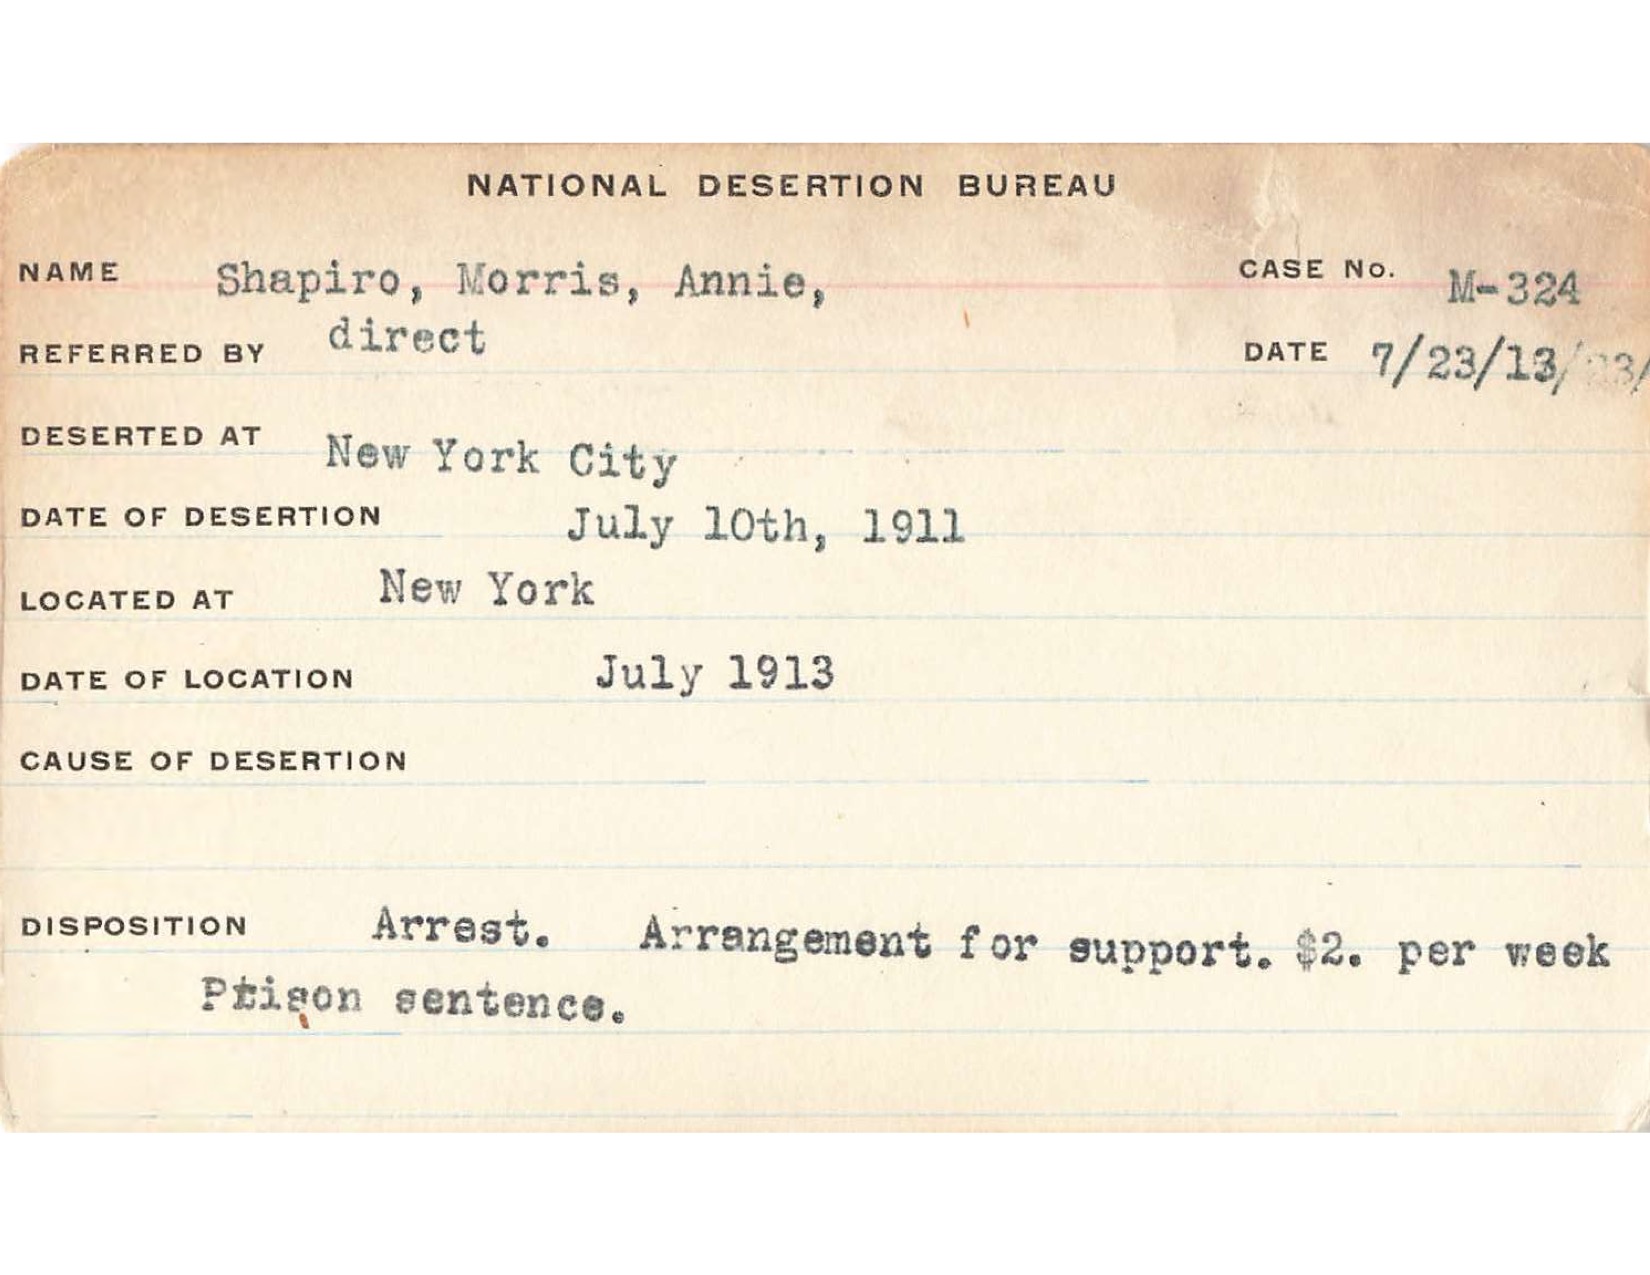 NATIONAL DESERTION BUREAU
NAME Shapiro, Morris, Annie, CASE No. M-324
REFERRED BY direct DATE 7/23/13/
DESERTED AT New York City
DATE OF DESERTION July 10th, 1911
LOCATED AT New York
DATE OF LOCATION July 1913
CAUSE OF DESERTION
DISPOSITION Arrest. Arrangement for support. $2. per week
Prison sentence.